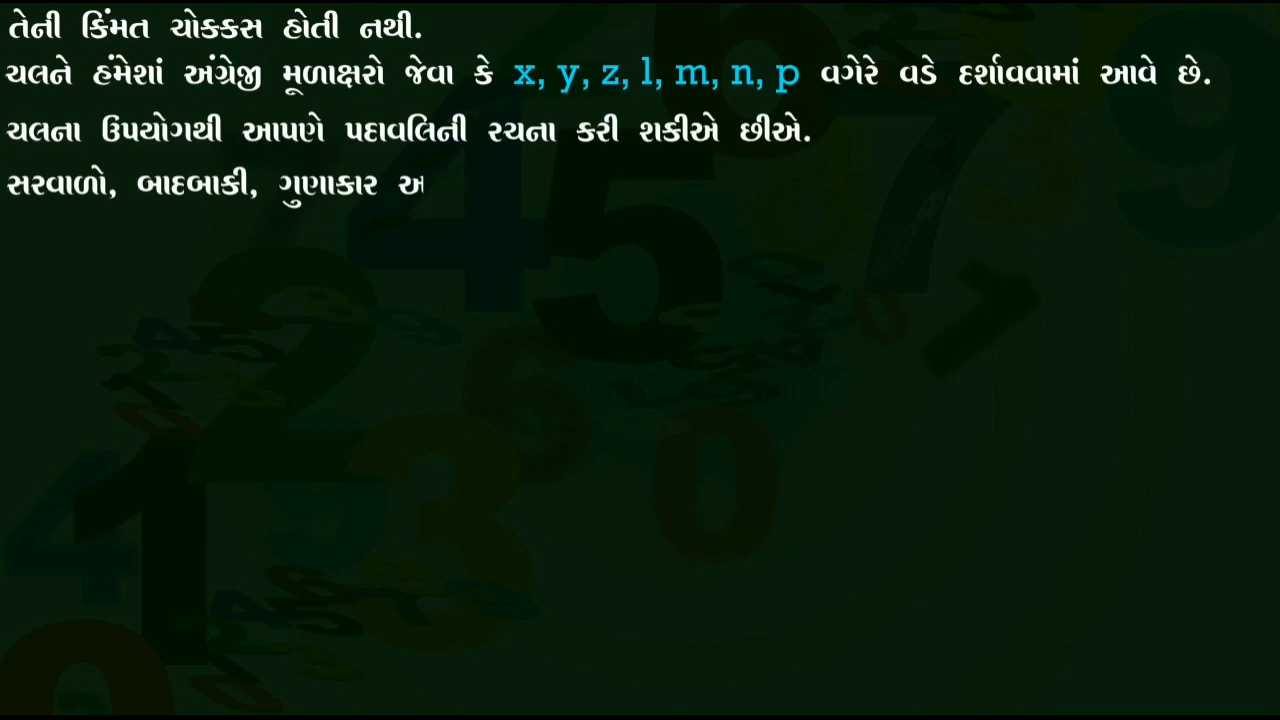 તેની કિંમત ચોકકસ હોતી નથી.
ચલને હંમેશાં અંગ્રેજી મૂળાક્ષરો જેવા કે x, y, z, l, m, n, p વગેરે વડે દર્શાવવામાં આવે છે.
ચલના ઉપયોગથી આપણે પદાવલિની રચના કરી શકીએ છીએ.
સરવાળો, બાદબાકી, ગુણાકાર